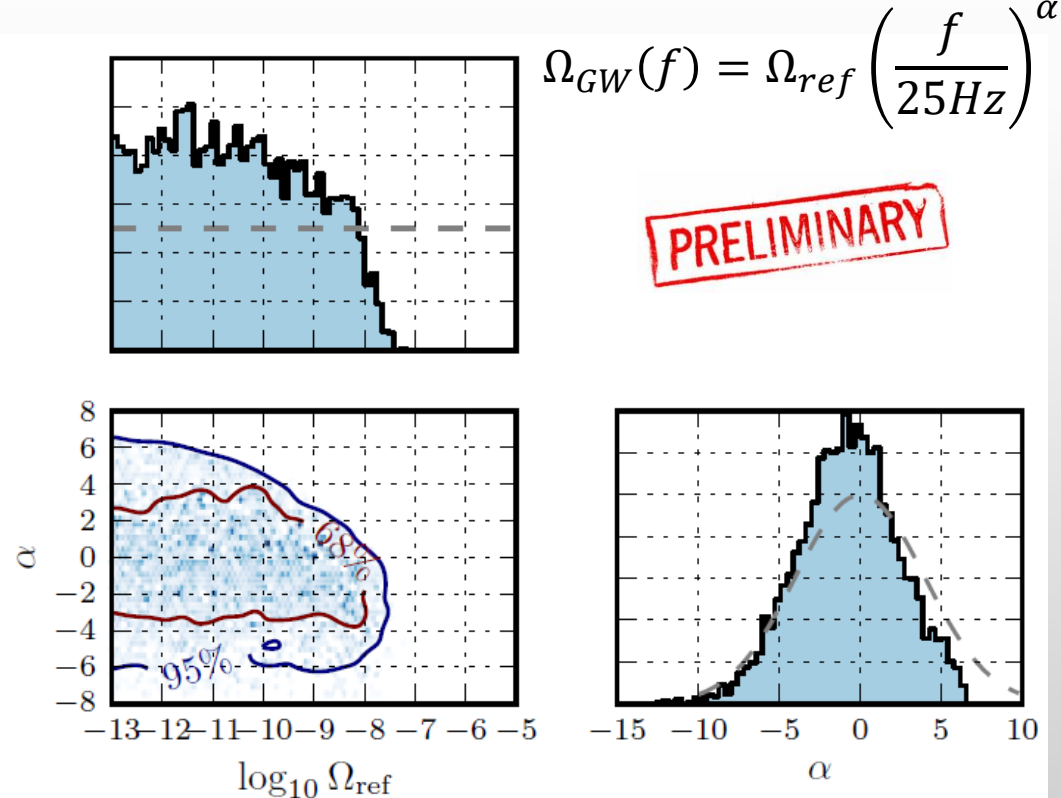 Ω_GW(f) = Ω_ref (f / 25Hz)^α
PRELIMINARY
8
6
4
2
0
−2
−4
−6
−8
α
68%
95%
−13 −12 −11 −10 −9 −8 −7 −6 −5
log₁₀ Ω_ref
−15 −10 −5 0 5 10
α